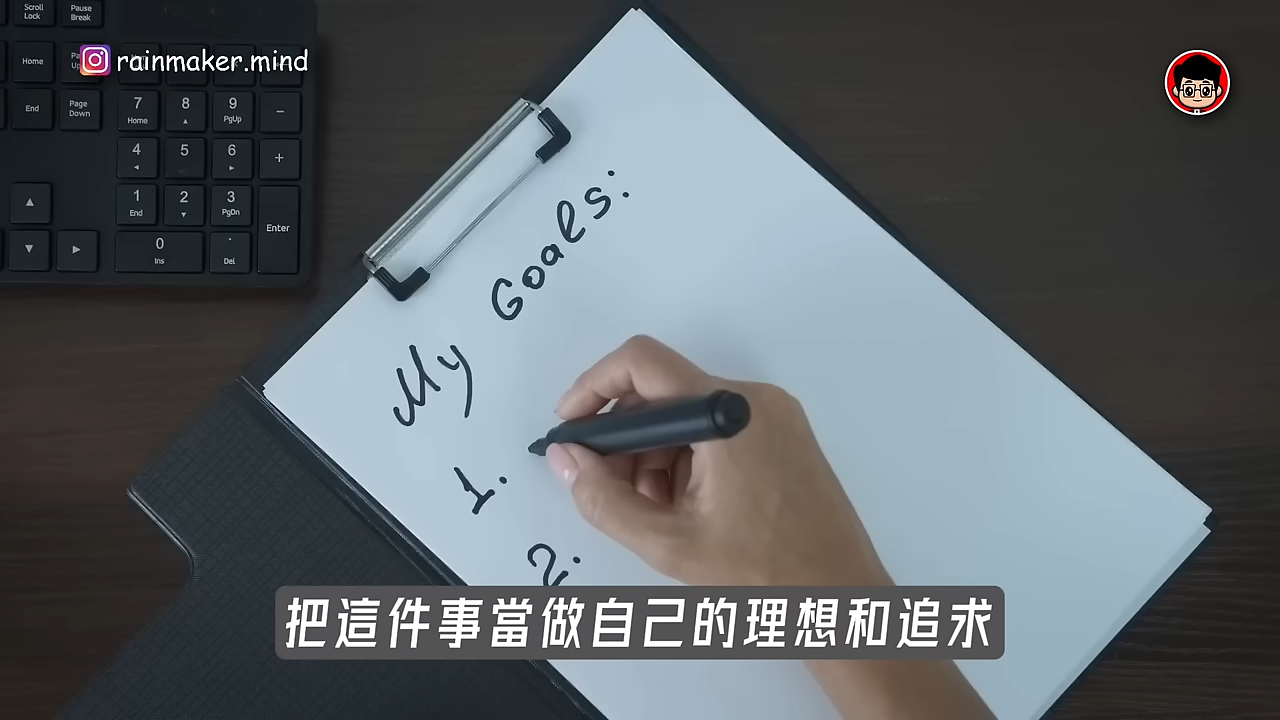 Scroll Lock
Pause Break
Home
End
Page Down
7 Home
8
9 PgUp
-
4
5
6
+
1 End
2
3 PgDn
Enter
0 Ins
. Del
rainmaker.mind
My Goals:
1.
2.
把這件事當做自己的理想和追求